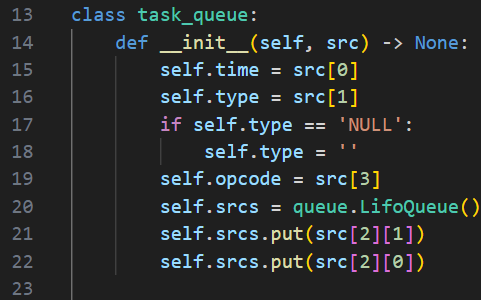 13 class task_queue:
14     def __init__(self, src) -> None:
15         self.time = src[0]
16         self.type = src[1]
17         if self.type == 'NULL':
18             self.type = ''
19         self.opcode = src[3]
20         self.srcs = queue.LifoQueue()
21         self.srcs.put(src[2][1])
22         self.srcs.put(src[2][0])
23